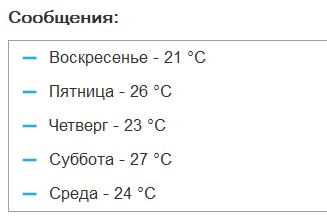 Сообщения:
Воскресенье - 21 °C
Пятница - 26 °C
Четверг - 23 °C
Суббота - 27 °C
Среда - 24 °C